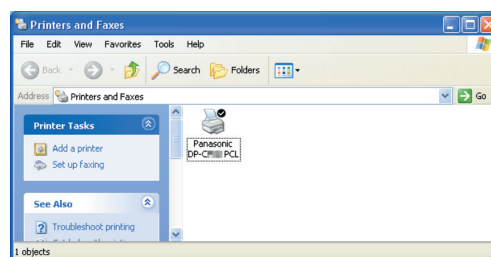 Printers and Faxes
File Edit View Favorites Tools Help
Back Search Folders
Address Printers and Faxes Go
Printer Tasks
Add a printer
Set up faxing
See Also
Troubleshoot printing
Panasonic
PCL
1 objects